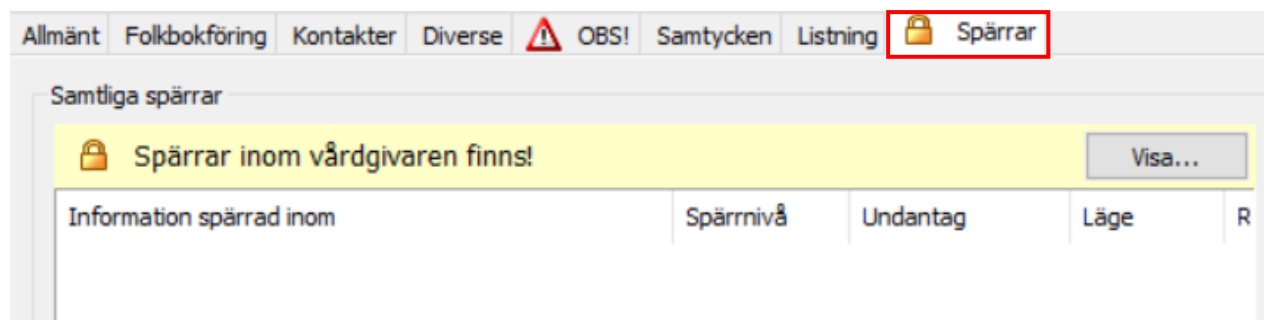 Allmänt Folkbokföring Kontakter Diverse OBS! Samtycken Listning Spärrar
Samtliga spärrar
Spärrar inom vårdgivaren finns! Visa...
Information spärrad inom Spärrnivå Undantag Läge R